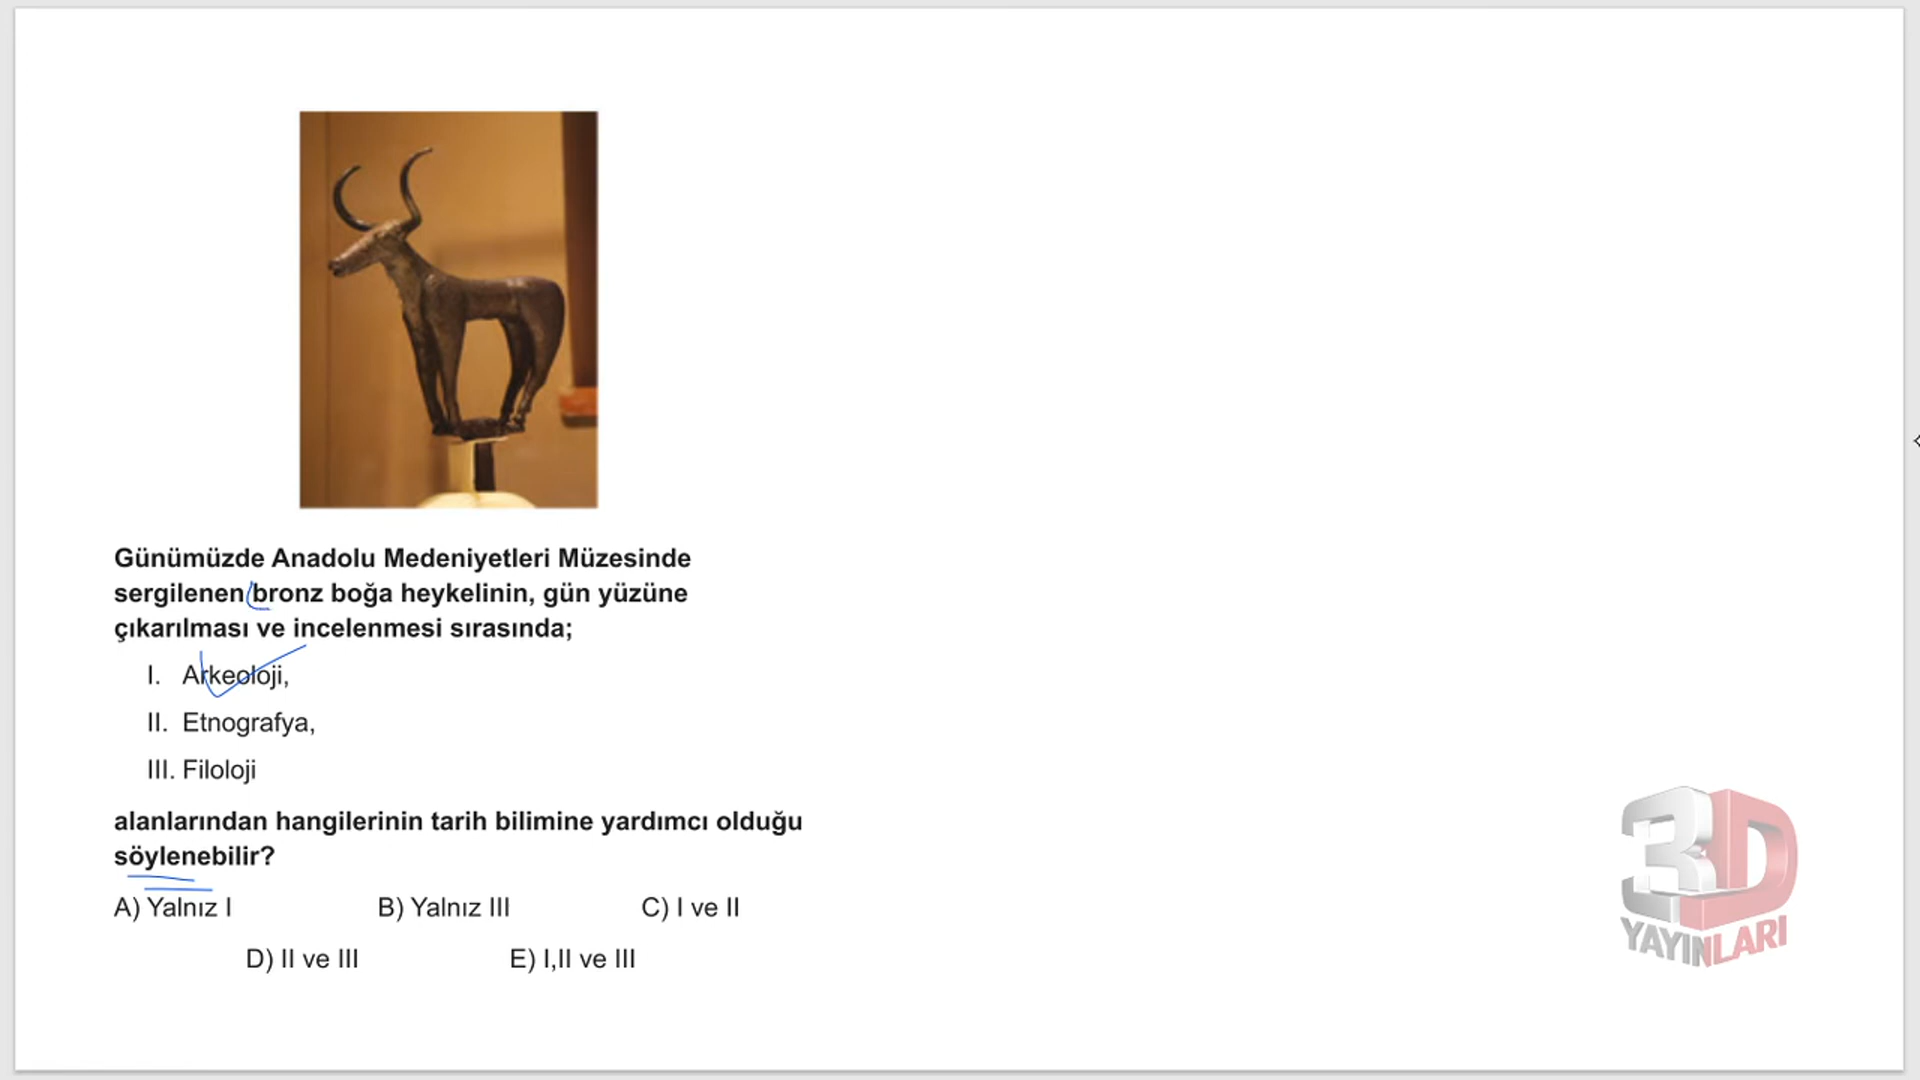 Günümüzde Anadolu Medeniyetleri Müzesinde
sergilenen bronz boğa heykelinin, gün yüzüne
çıkarılması ve incelenmesi sırasında;
I. Arkeoloji,
II. Etnografya,
III. Filoloji
alanlarından hangilerinin tarih bilimine yardımcı olduğu
söylenebilir?
A) Yalnız I B) Yalnız III C) I ve II
D) II ve III E) I,II ve III
3D
YAYINLARI